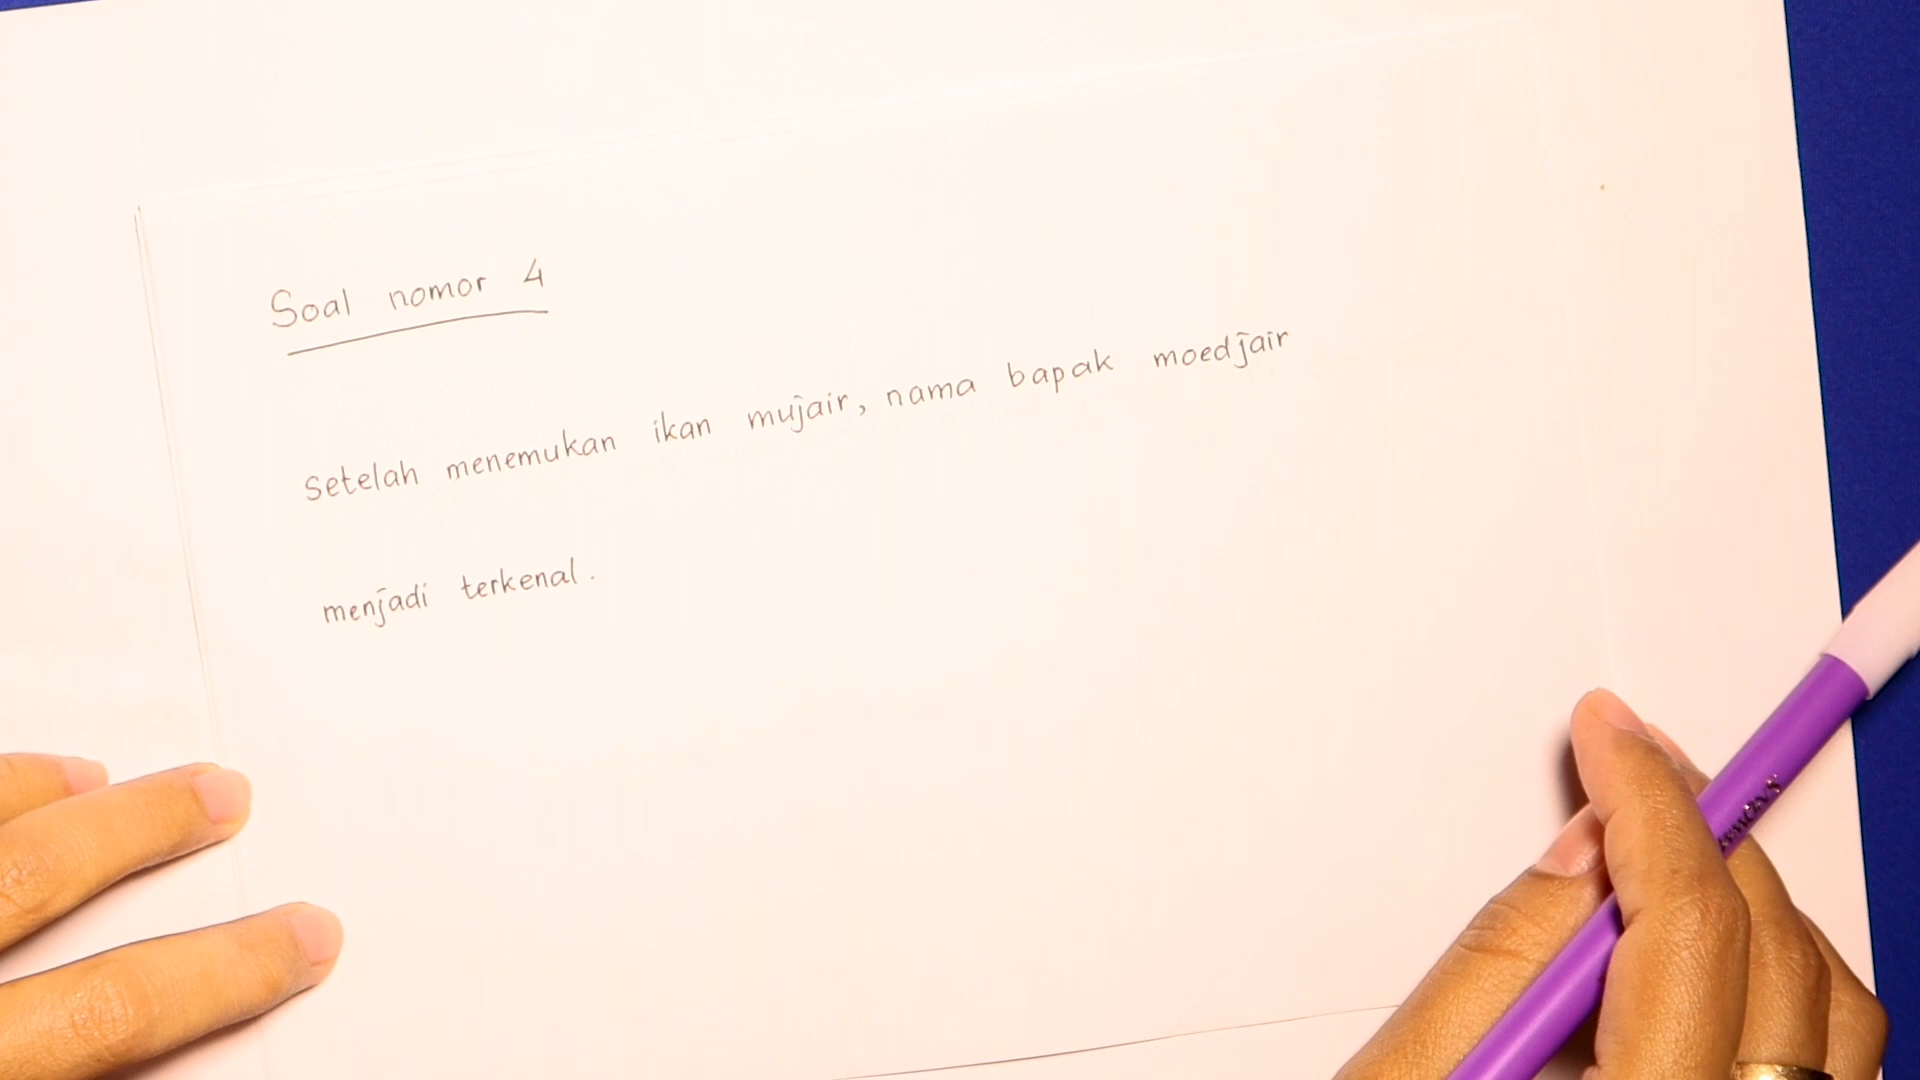 Soal nomor 4
setelah menemukan ikan mujair, nama bapak moedjair
menjadi terkenal.